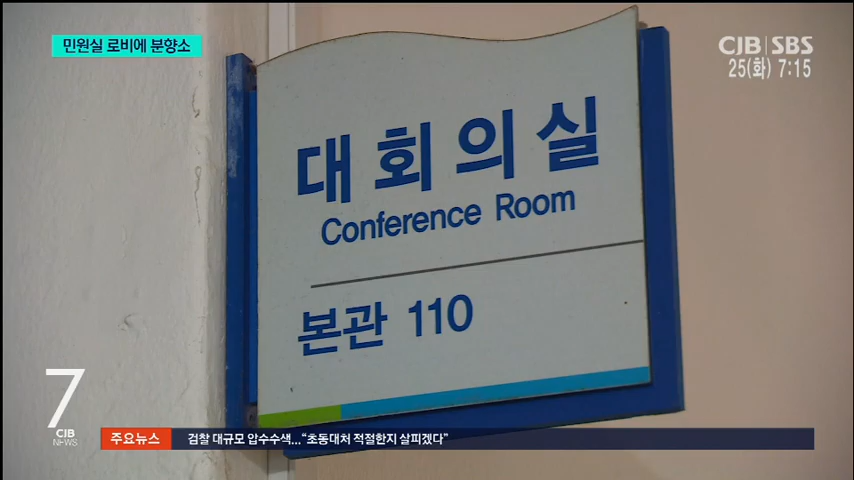 민원실 로비에 분향소
CJB SBS
25(화) 7:15
대회의실
Conference Room
본관 110
7
CJB
NEWS
주요뉴스 검찰 대규모 압수수색..."초동대처 적절한지 살피겠다"